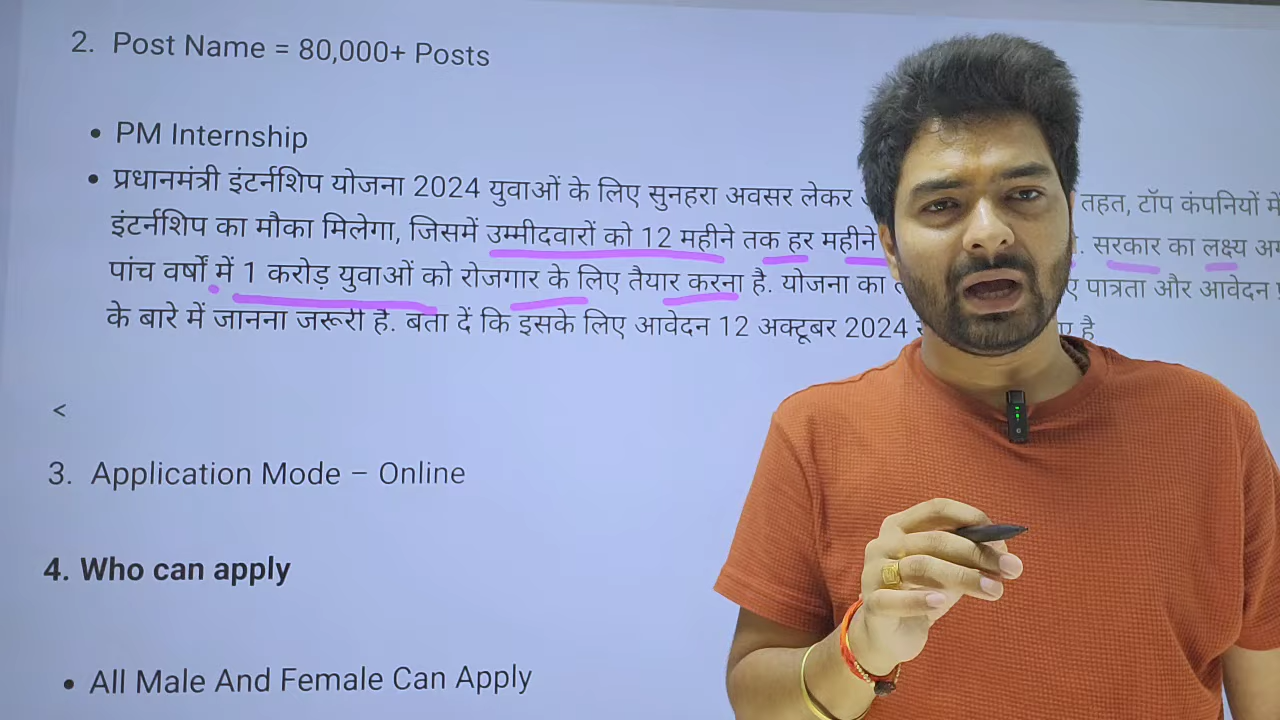 2. Post Name = 80,000+ Posts
• PM Internship
• प्रधानमंत्री इंटर्नशिप योजना 2024 युवाओं के लिए सुनहरा अवसर लेकर तहत, टॉप कंपनियों में
इंटर्नशिप का मौका मिलेगा, जिसमें उम्मीदवारों को 12 महीने तक हर महीने . सरकार का लक्ष्य
पांच वर्षों में 1 करोड़ युवाओं को रोजगार के लिए तैयार करना है. योजना का पात्रता और आवेदन
के बारे में जानना जरूरी है. बता दें कि इसके लिए आवेदन 12 अक्टूबर 2024 है
<
3. Application Mode – Online
4. Who can apply
• All Male And Female Can Apply